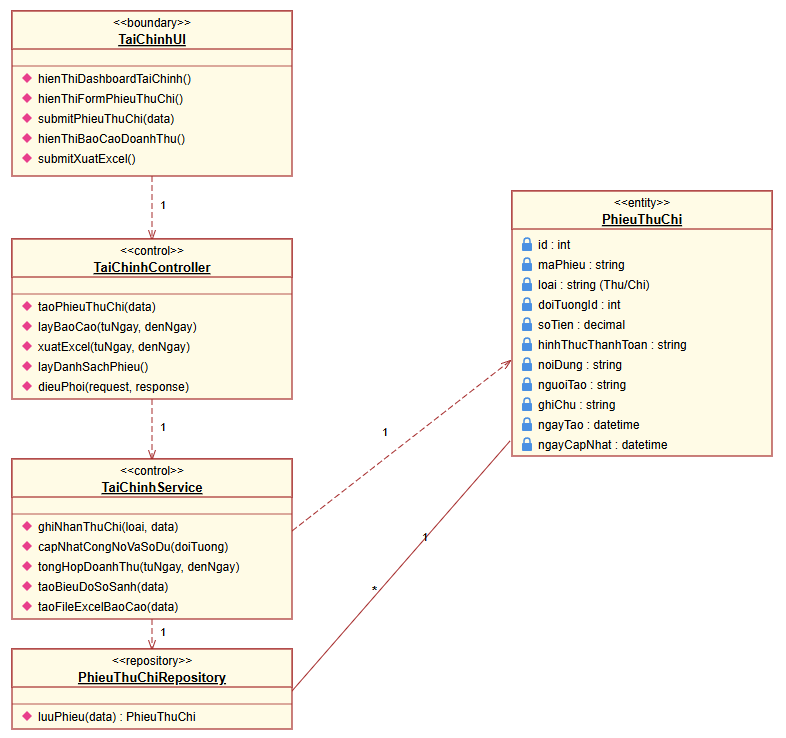 <<boundary>>
TaiChinhUI
hienThiDashboardTaiChinh()
hienThiFormPhieuThuChi()
submitPhieuThuChi(data)
hienThiBaoCaoDoanhThu()
submitXuatExcel()
1
<<control>>
TaiChinhController
taoPhieuThuChi(data)
layBaoCao(tuNgay, denNgay)
xuatExcel(tuNgay, denNgay)
layDanhSachPhieu()
dieuPhoi(request, response)
1
<<control>>
TaiChinhService
ghiNhanThuChi(loai, data)
capNhatCongNoVaSoDu(doiTuong)
tongHopDoanhThu(tuNgay, denNgay)
taoBieuDoSoSanh(data)
taoFileExcelBaoCao(data)
1
<<repository>>
PhieuThuChiRepository
luuPhieu(data) : PhieuThuChi
1
1
*
<<entity>>
PhieuThuChi
id : int
maPhieu : string
loai : string (Thu/Chi)
doiTuongId : int
soTien : decimal
hinhThucThanhToan : string
noiDung : string
nguoiTao : string
ghiChu : string
ngayTao : datetime
ngayCapNhat : datetime